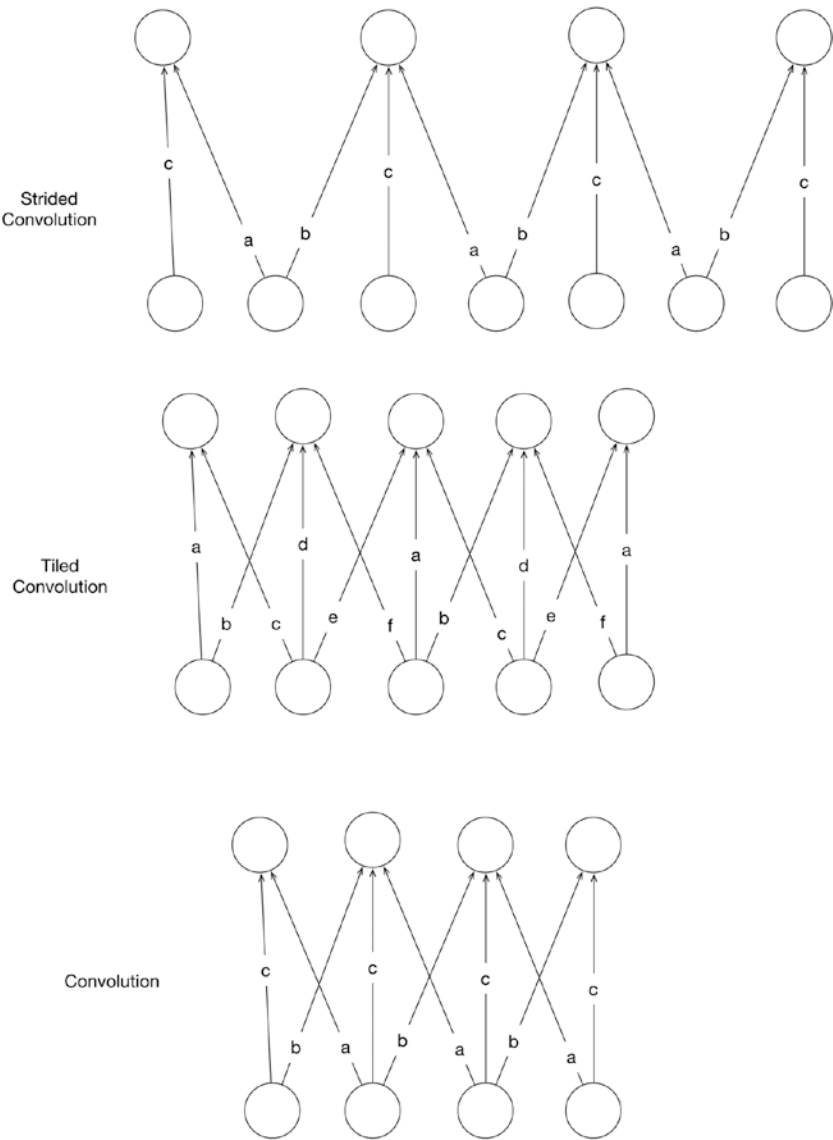 c c c c
Strided
Convolution
a b a b a b
Tiled
Convolution
a d a d a
b c e f b c e f
Convolution
c c c c
b a b a b a